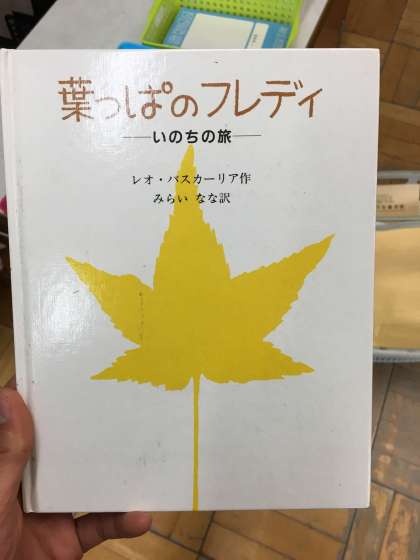 葉っぱのフレディ
―いのちの旅―
レオ・バスカーリア作
みらい なな訳